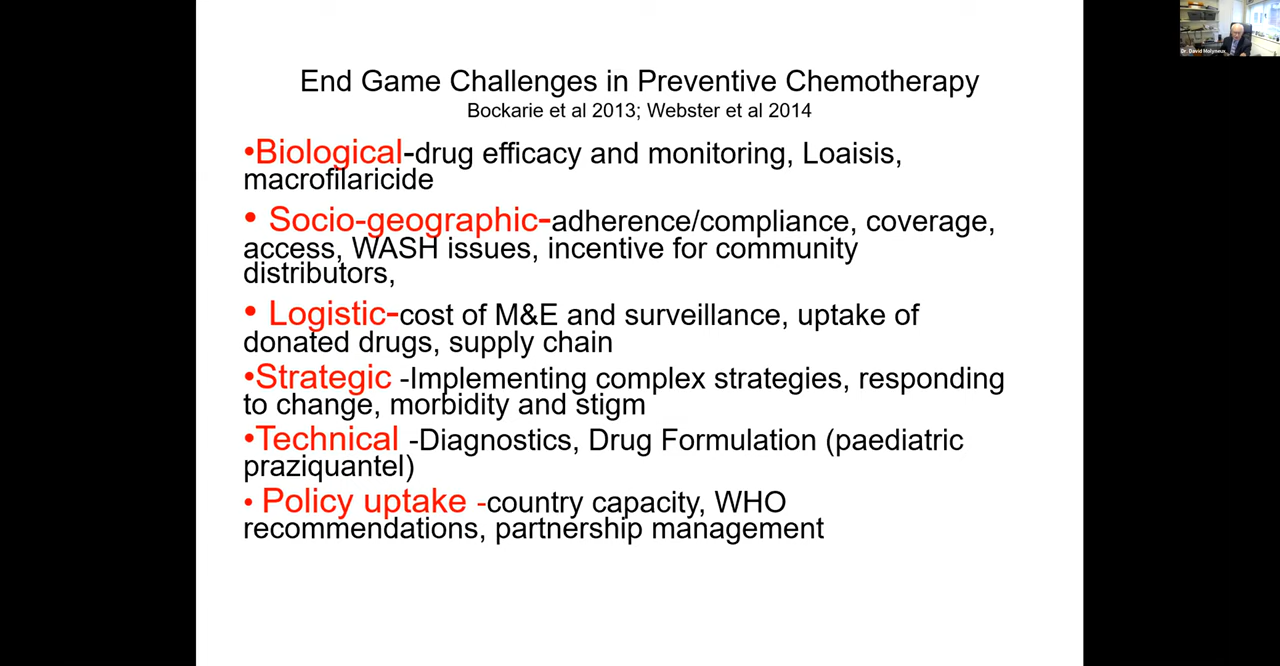 End Game Challenges in Preventive Chemotherapy
Bockarie et al 2013; Webster et al 2014
•Biological-drug efficacy and monitoring, Loaisis,
macrofilaricide
• Socio-geographic-adherence/compliance, coverage,
access, WASH issues, incentive for community
distributors,
• Logistic-cost of M&E and surveillance, uptake of
donated drugs, supply chain
•Strategic -Implementing complex strategies, responding
to change, morbidity and stigm
•Technical -Diagnostics, Drug Formulation (paediatric
praziquantel)
• Policy uptake -country capacity, WHO
recommendations, partnership management
Dr. David Molyneux